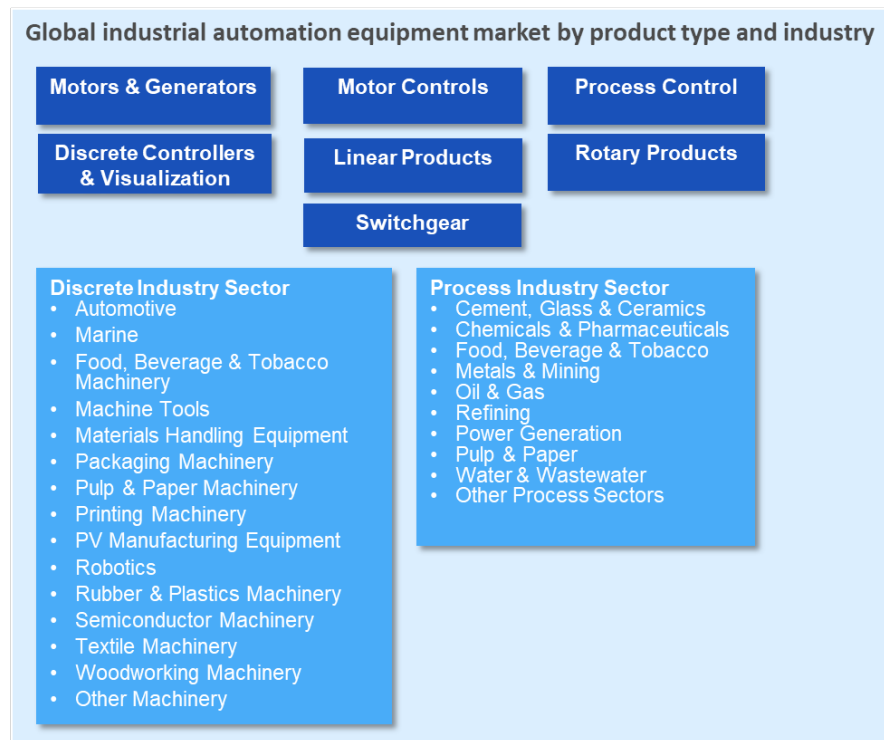 Global industrial automation equipment market by product type and industry
Motors & Generators
Motor Controls
Process Control
Discrete Controllers
& Visualization
Linear Products
Rotary Products
Switchgear
Discrete Industry Sector
• Automotive
• Marine
• Food, Beverage & Tobacco
Machinery
• Machine Tools
• Materials Handling Equipment
• Packaging Machinery
• Pulp & Paper Machinery
• Printing Machinery
• PV Manufacturing Equipment
• Robotics
• Rubber & Plastics Machinery
• Semiconductor Machinery
• Textile Machinery
• Woodworking Machinery
• Other Machinery
Process Industry Sector
• Cement, Glass & Ceramics
• Chemicals & Pharmaceuticals
• Food, Beverage & Tobacco
• Metals & Mining
• Oil & Gas
• Refining
• Power Generation
• Pulp & Paper
• Water & Wastewater
• Other Process Sectors